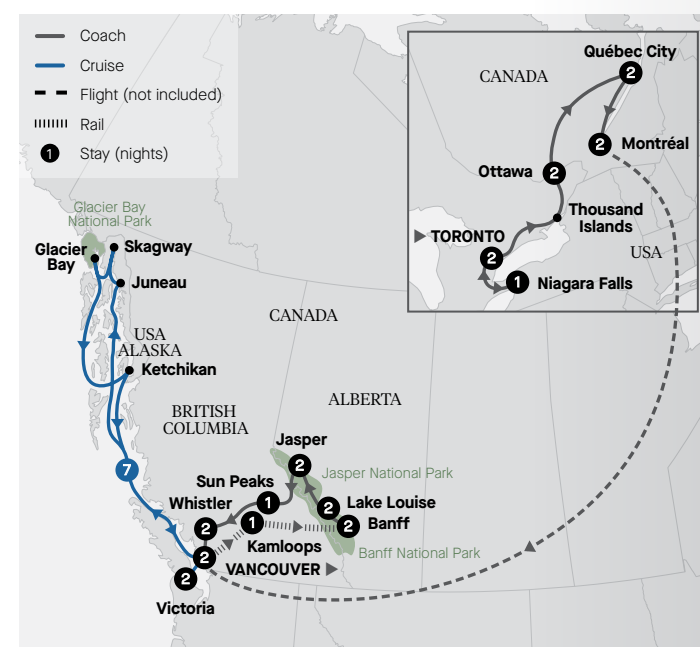 Coach
Cruise
Flight (not included)
Rail
1 Stay (nights)
Québec City
2
CANADA
2 Montréal
Ottawa 2
Thousand
Islands
TORONTO
2
USA
1 Niagara Falls
Glacier Bay
National Park
Glacier
Bay
Skagway
Juneau
CANADA
USA
ALASKA
Ketchikan
ALBERTA
BRITISH
COLUMBIA
Jasper
2
7
Jasper National Park
Sun Peaks
1
Whistler
2
Lake Louise
2
1
2 Banff
Kamloops
Banff National Park
2
VANCOUVER
2
Victoria